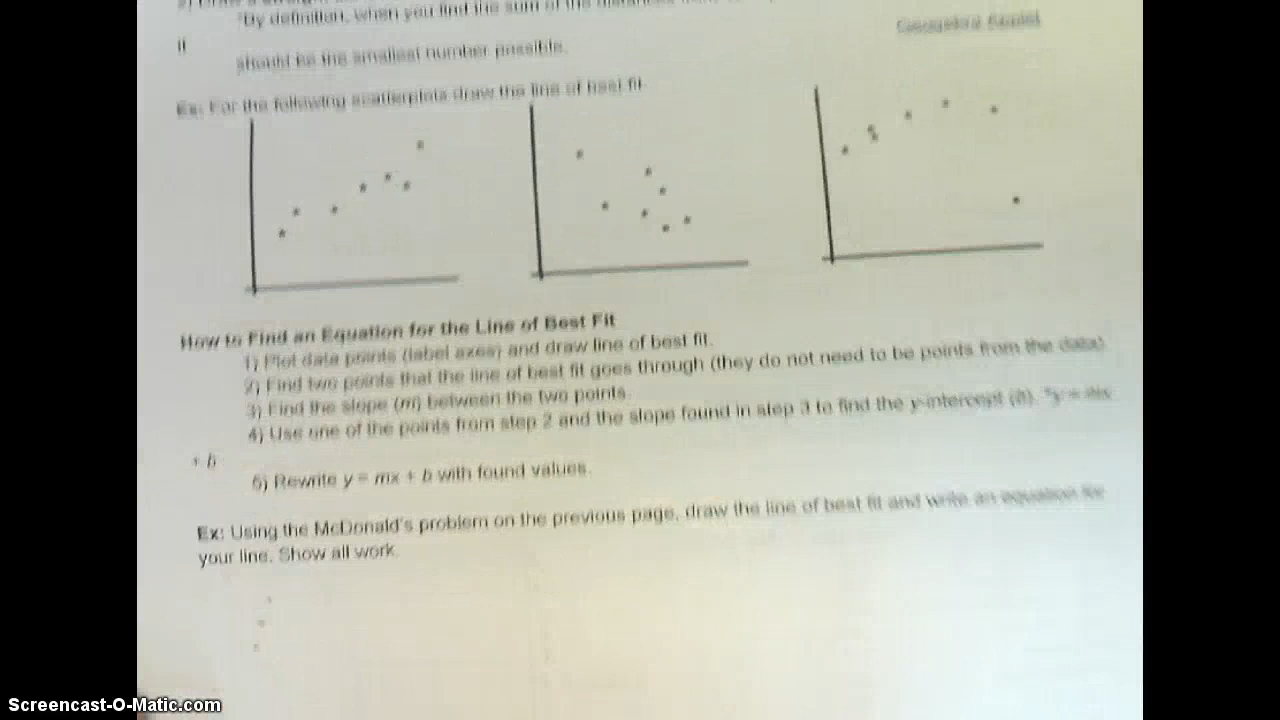 "By definition, when you find the sum of the distances
it
should be the smallest number possible.
Ex: For the following scatterplots draw the line of best fit
How to Find an Equation for the Line of Best Fit
1) Plot data points (label axes) and draw line of best fit.
2) Find two points that the line of best fit goes through (they do not need to be points from the data)
3) Find the slope (m) between the two points.
4) Use one of the points from step 2 and the slope found in step 3 to find the y-intercept (b). *y = mx
+ b
5) Rewrite y = mx + b with found values.
Ex: Using the McDonald's problem on the previous page, draw the line of best fit and write an equation for
your line. Show all work.
Screencast-O-Matic.com